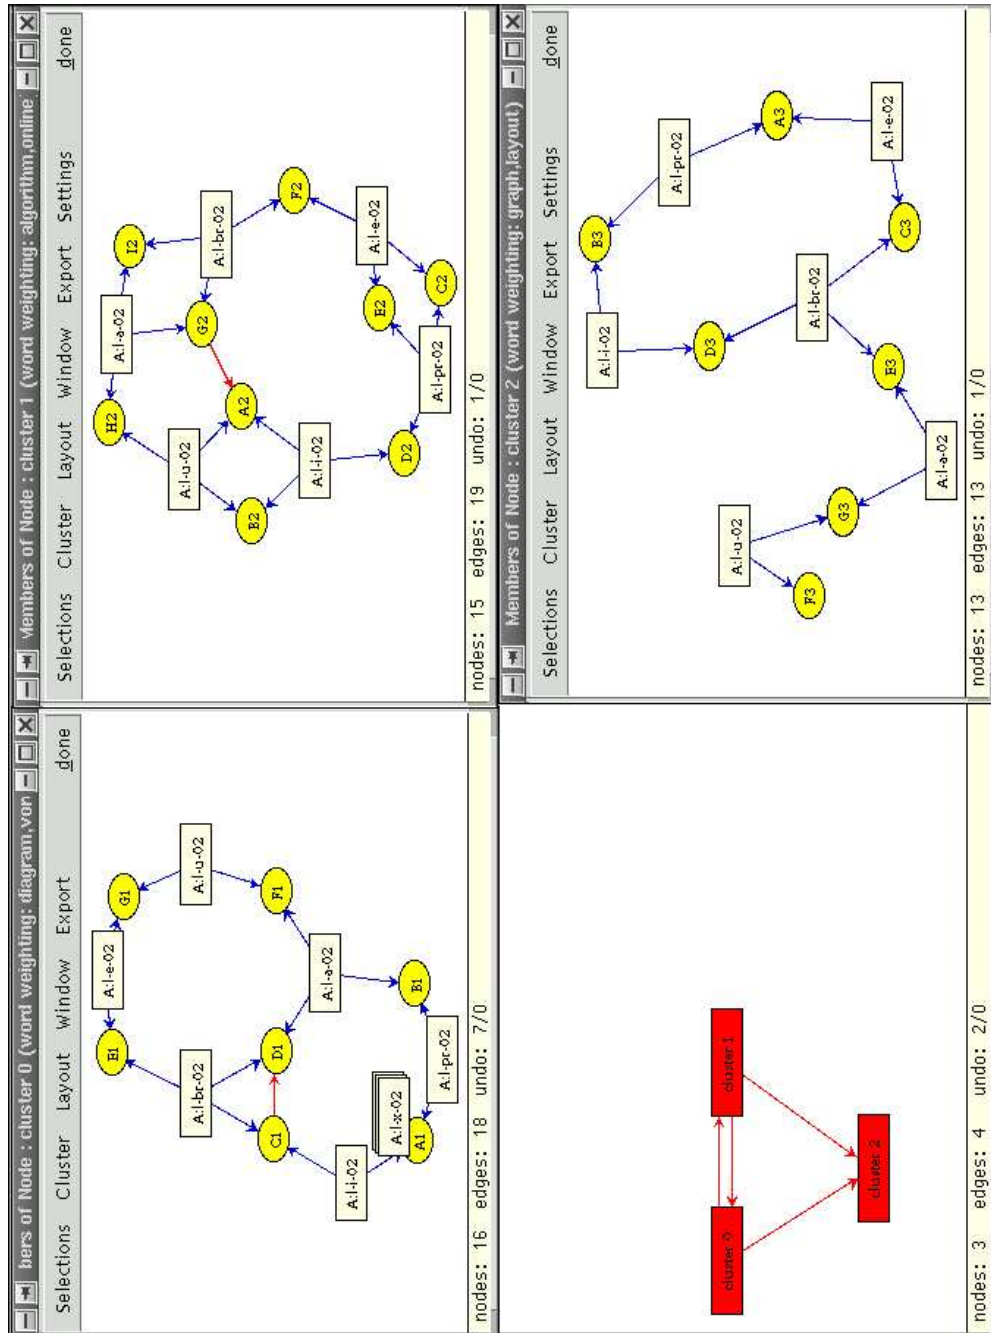 bers of Node : cluster 0 (word weighting: diagram,vor
Selections Cluster Layout Window Export done
E1
A:l-e-02
G1
A:l-br-02
A:l-u-02
C1
D1
F1
A:l-i-02
A:l-x-02
A:l-a-02
A1
A:l-pr-02
B1
nodes: 16 edges: 18 undo: 7/0
Members of Node : cluster 1 (word weighting: algorithm,online
Selections Cluster Layout Window Export Settings done
H2
A:l-a-02
I2
A:l-u-02
G2
A:l-br-02
B2
A2
F2
A:l-i-02
E2
A:l-e-02
D2
A:l-pr-02
C2
nodes: 15 edges: 19 undo: 1/0
cluster 0
cluster 1
cluster 2
nodes: 3 edges: 4 undo: 2/0
Members of Node : cluster 2 (word weighting: graph,layout)
Selections Cluster Layout Window Export Settings done
A:l-i-02
B3
A:l-pr-02
D3
A:l-u-02
A3
F3
G3
A:l-br-02
E3
C3
A:l-e-02
A:l-a-02
nodes: 13 edges: 13 undo: 1/0